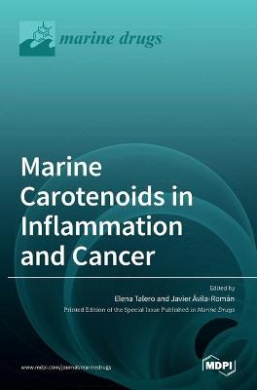 marine drugs
Marine
Carotenoids in
Inflammation
and Cancer
Edited by
Elena Talero and Javier Ávila-Román
Printed Edition of the Special Issue Published in Marine Drugs
www.mdpi.com/journal/marinedrugs
MDPI